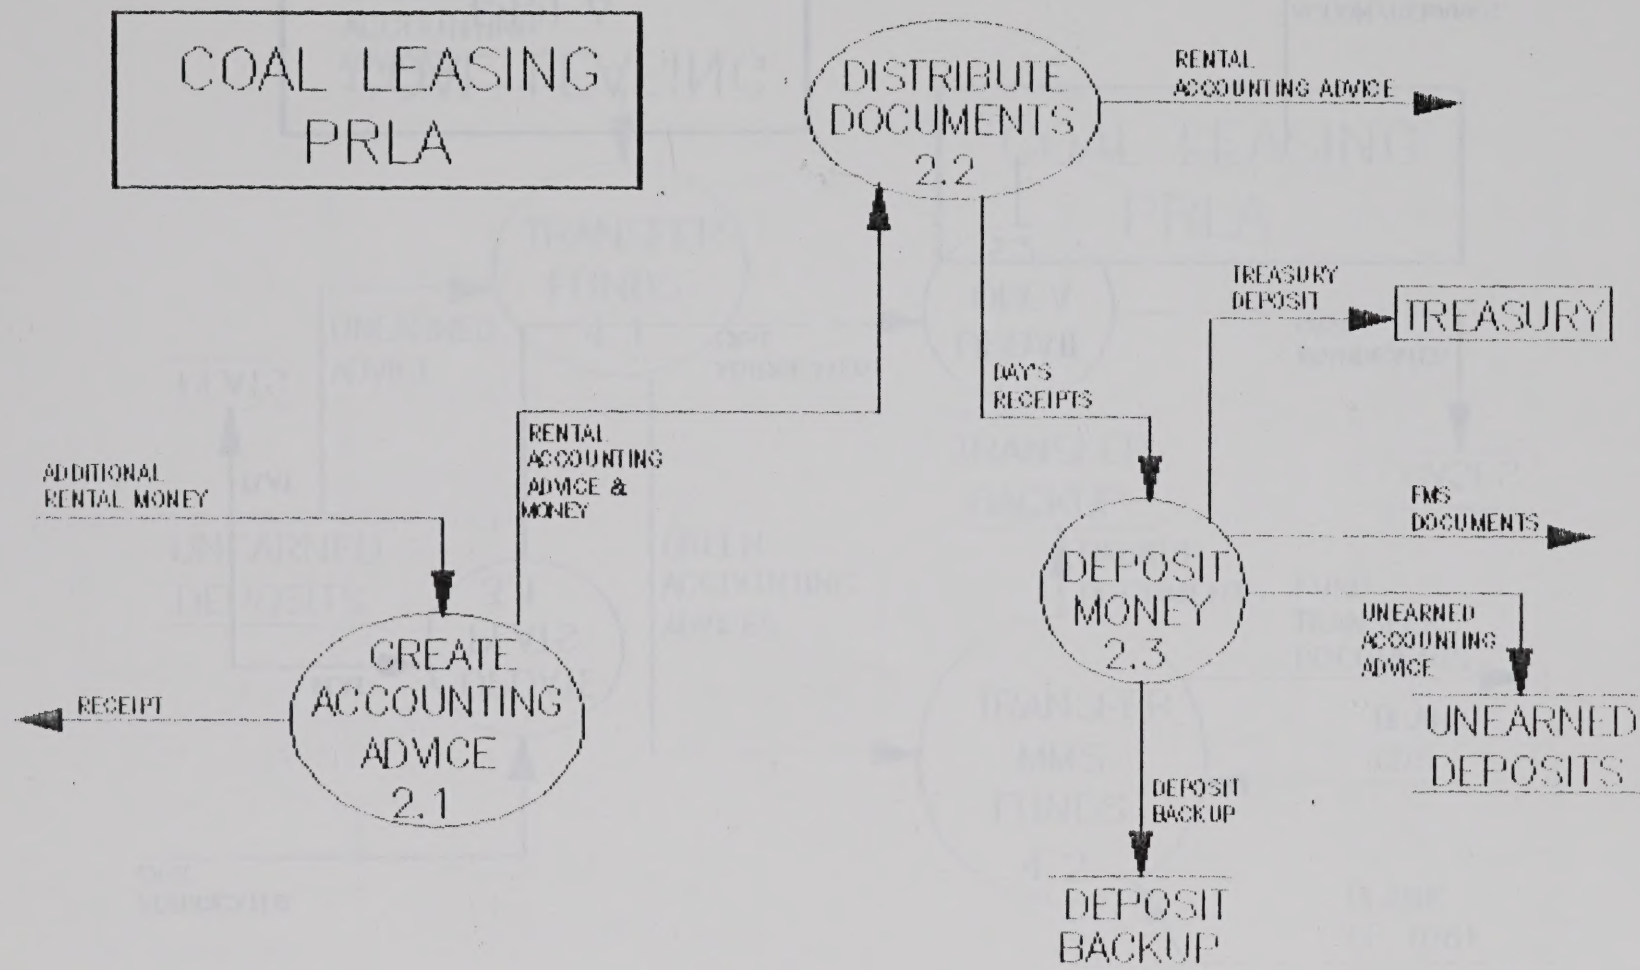 COAL LEASING
PRLA
DISTRIBUTE
DOCUMENTS
2.2
RENTAL
ACCOUNTING ADVICE
TREASURY
DEPOSIT
TREASURY
DAY'S
RECEIPTS
RENTAL
ACCOUNTING
ADVICE &
MONEY
ADDITIONAL
RENTAL MONEY
FMS
DOCUMENTS
DEPOSIT
MONEY
2.3
UNEARNED
ACCOUNTING
ADVICE
CREATE
ACCOUNTING
ADVICE
2.1
RECEIPT
UNEARNED
DEPOSITS
DEPOSIT
BACKUP
DEPOSIT
BACKUP